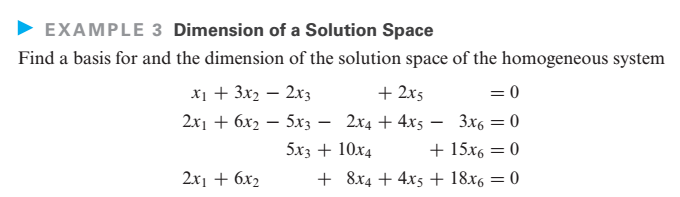 ▶ EXAMPLE 3 Dimension of a Solution Space
Find a basis for and the dimension of the solution space of the homogeneous system
x₁ + 3x₂ − 2x₃ + 2x₅ = 0
2x₁ + 6x₂ − 5x₃ − 2x₄ + 4x₅ − 3x₆ = 0
5x₃ + 10x₄ + 15x₆ = 0
2x₁ + 6x₂ + 8x₄ + 4x₅ + 18x₆ = 0